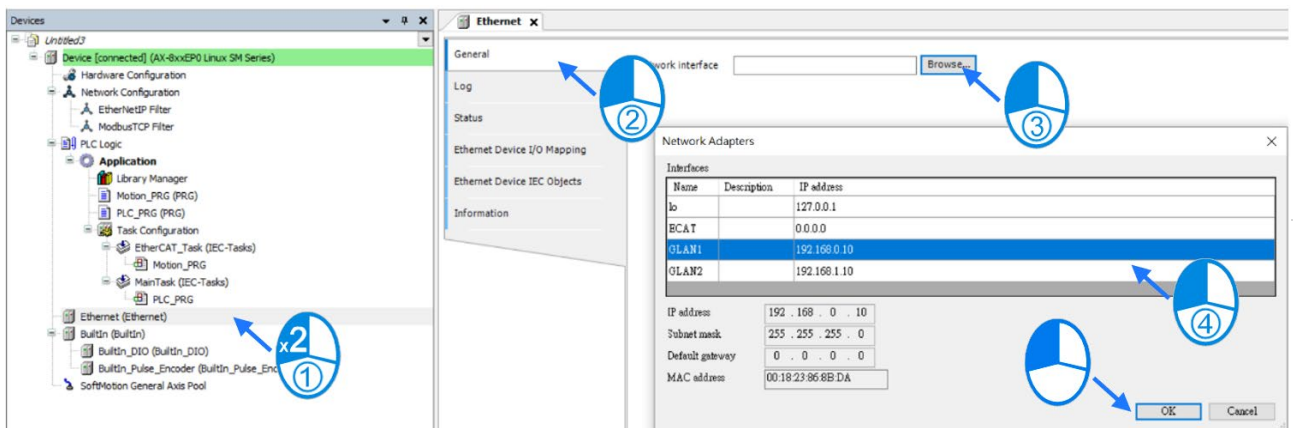 Devices
Untitled3
Device [connected] (AX-8xxEP0 Linux SM Series)
Hardware Configuration
Network Configuration
EtherNetIP Filter
ModbusTCP Filter
PLC Logic
Application
Library Manager
Motion_PRG (PRG)
PLC_PRG (PRG)
Task Configuration
EtherCAT_Task (IEC-Tasks)
Motion_PRG
MainTask (IEC-Tasks)
PLC_PRG
Ethernet (Ethernet)
BuiltIn (BuiltIn)
BuiltIn_DIO (BuiltIn_DIO)
BuiltIn_Pulse_Encoder (BuiltIn_Pulse_Enc
SoftMotion General Axis Pool
x2
1
Ethernet
General
Log
Status
Ethernet Device I/O Mapping
Ethernet Device IEC Objects
Information
2
work interface
Browse...
3
Network Adapters
Interfaces
Name Description IP address
lo 127.0.0.1
ECAT 0.0.0.0
GLAN1 192.168.0.10
GLAN2 192.168.1.10
4
IP address 192 . 168 . 0 . 10
Subnet mask 255 . 255 . 255 . 0
Default gateway 0 . 0 . 0 . 0
MAC address 00:18:23:86:8B:DA
OK Cancel